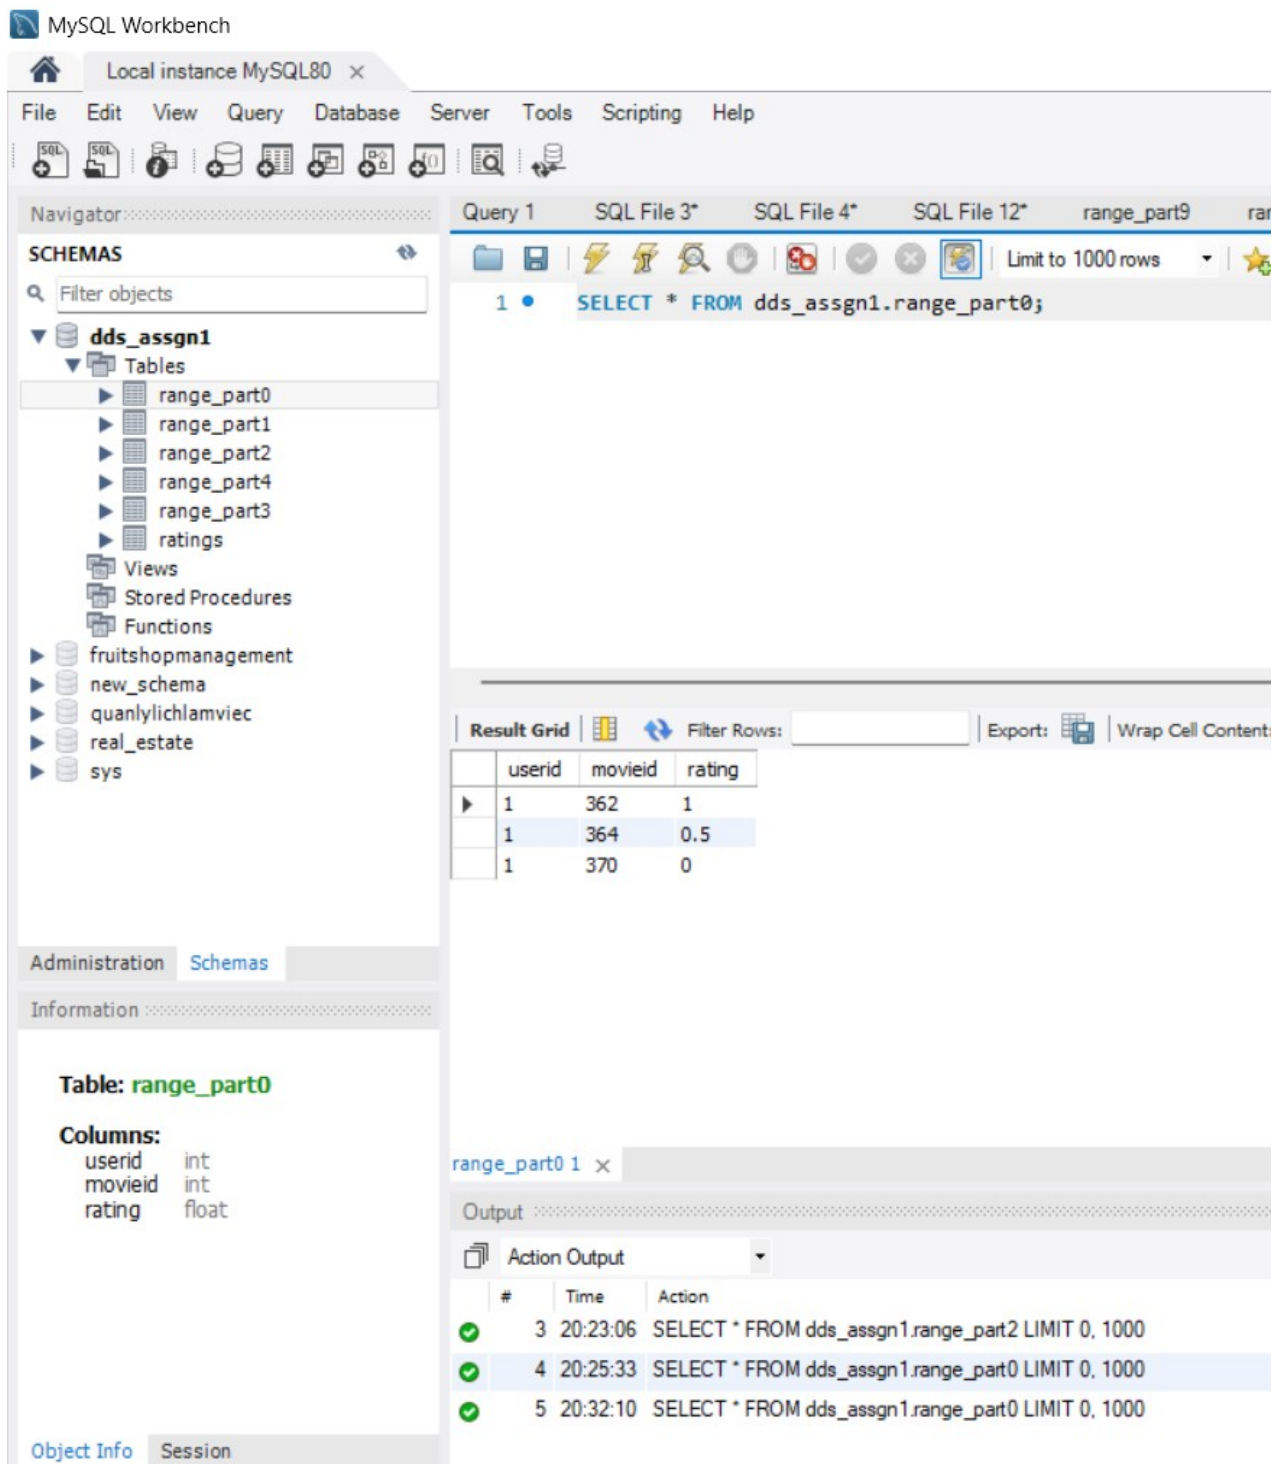 MySQL Workbench
Local instance MySQL80
File Edit View Query Database Server Tools Scripting Help
SQL SQL
Navigator
SCHEMAS
Filter objects
dds_assgn1
Tables
range_part0
range_part1
range_part2
range_part4
range_part3
ratings
Views
Stored Procedures
Functions
fruitshopmanagement
new_schema
quanlylichlamviec
real_estate
sys
Administration Schemas
Information
Table: range_part0
Columns:
userid int
movieid int
rating float
Object Info Session
Query 1 SQL File 3* SQL File 4* SQL File 12* range_part9
Limit to 1000 rows
1 SELECT * FROM dds_assgn1.range_part0;
Result Grid Filter Rows: Export: Wrap Cell Content:
userid movieid rating
1 362 1
1 364 0.5
1 370 0
range_part0 1
Output
Action Output
# Time Action
3 20:23:06 SELECT * FROM dds_assgn1.range_part2 LIMIT 0, 1000
4 20:25:33 SELECT * FROM dds_assgn1.range_part0 LIMIT 0, 1000
5 20:32:10 SELECT * FROM dds_assgn1.range_part0 LIMIT 0, 1000